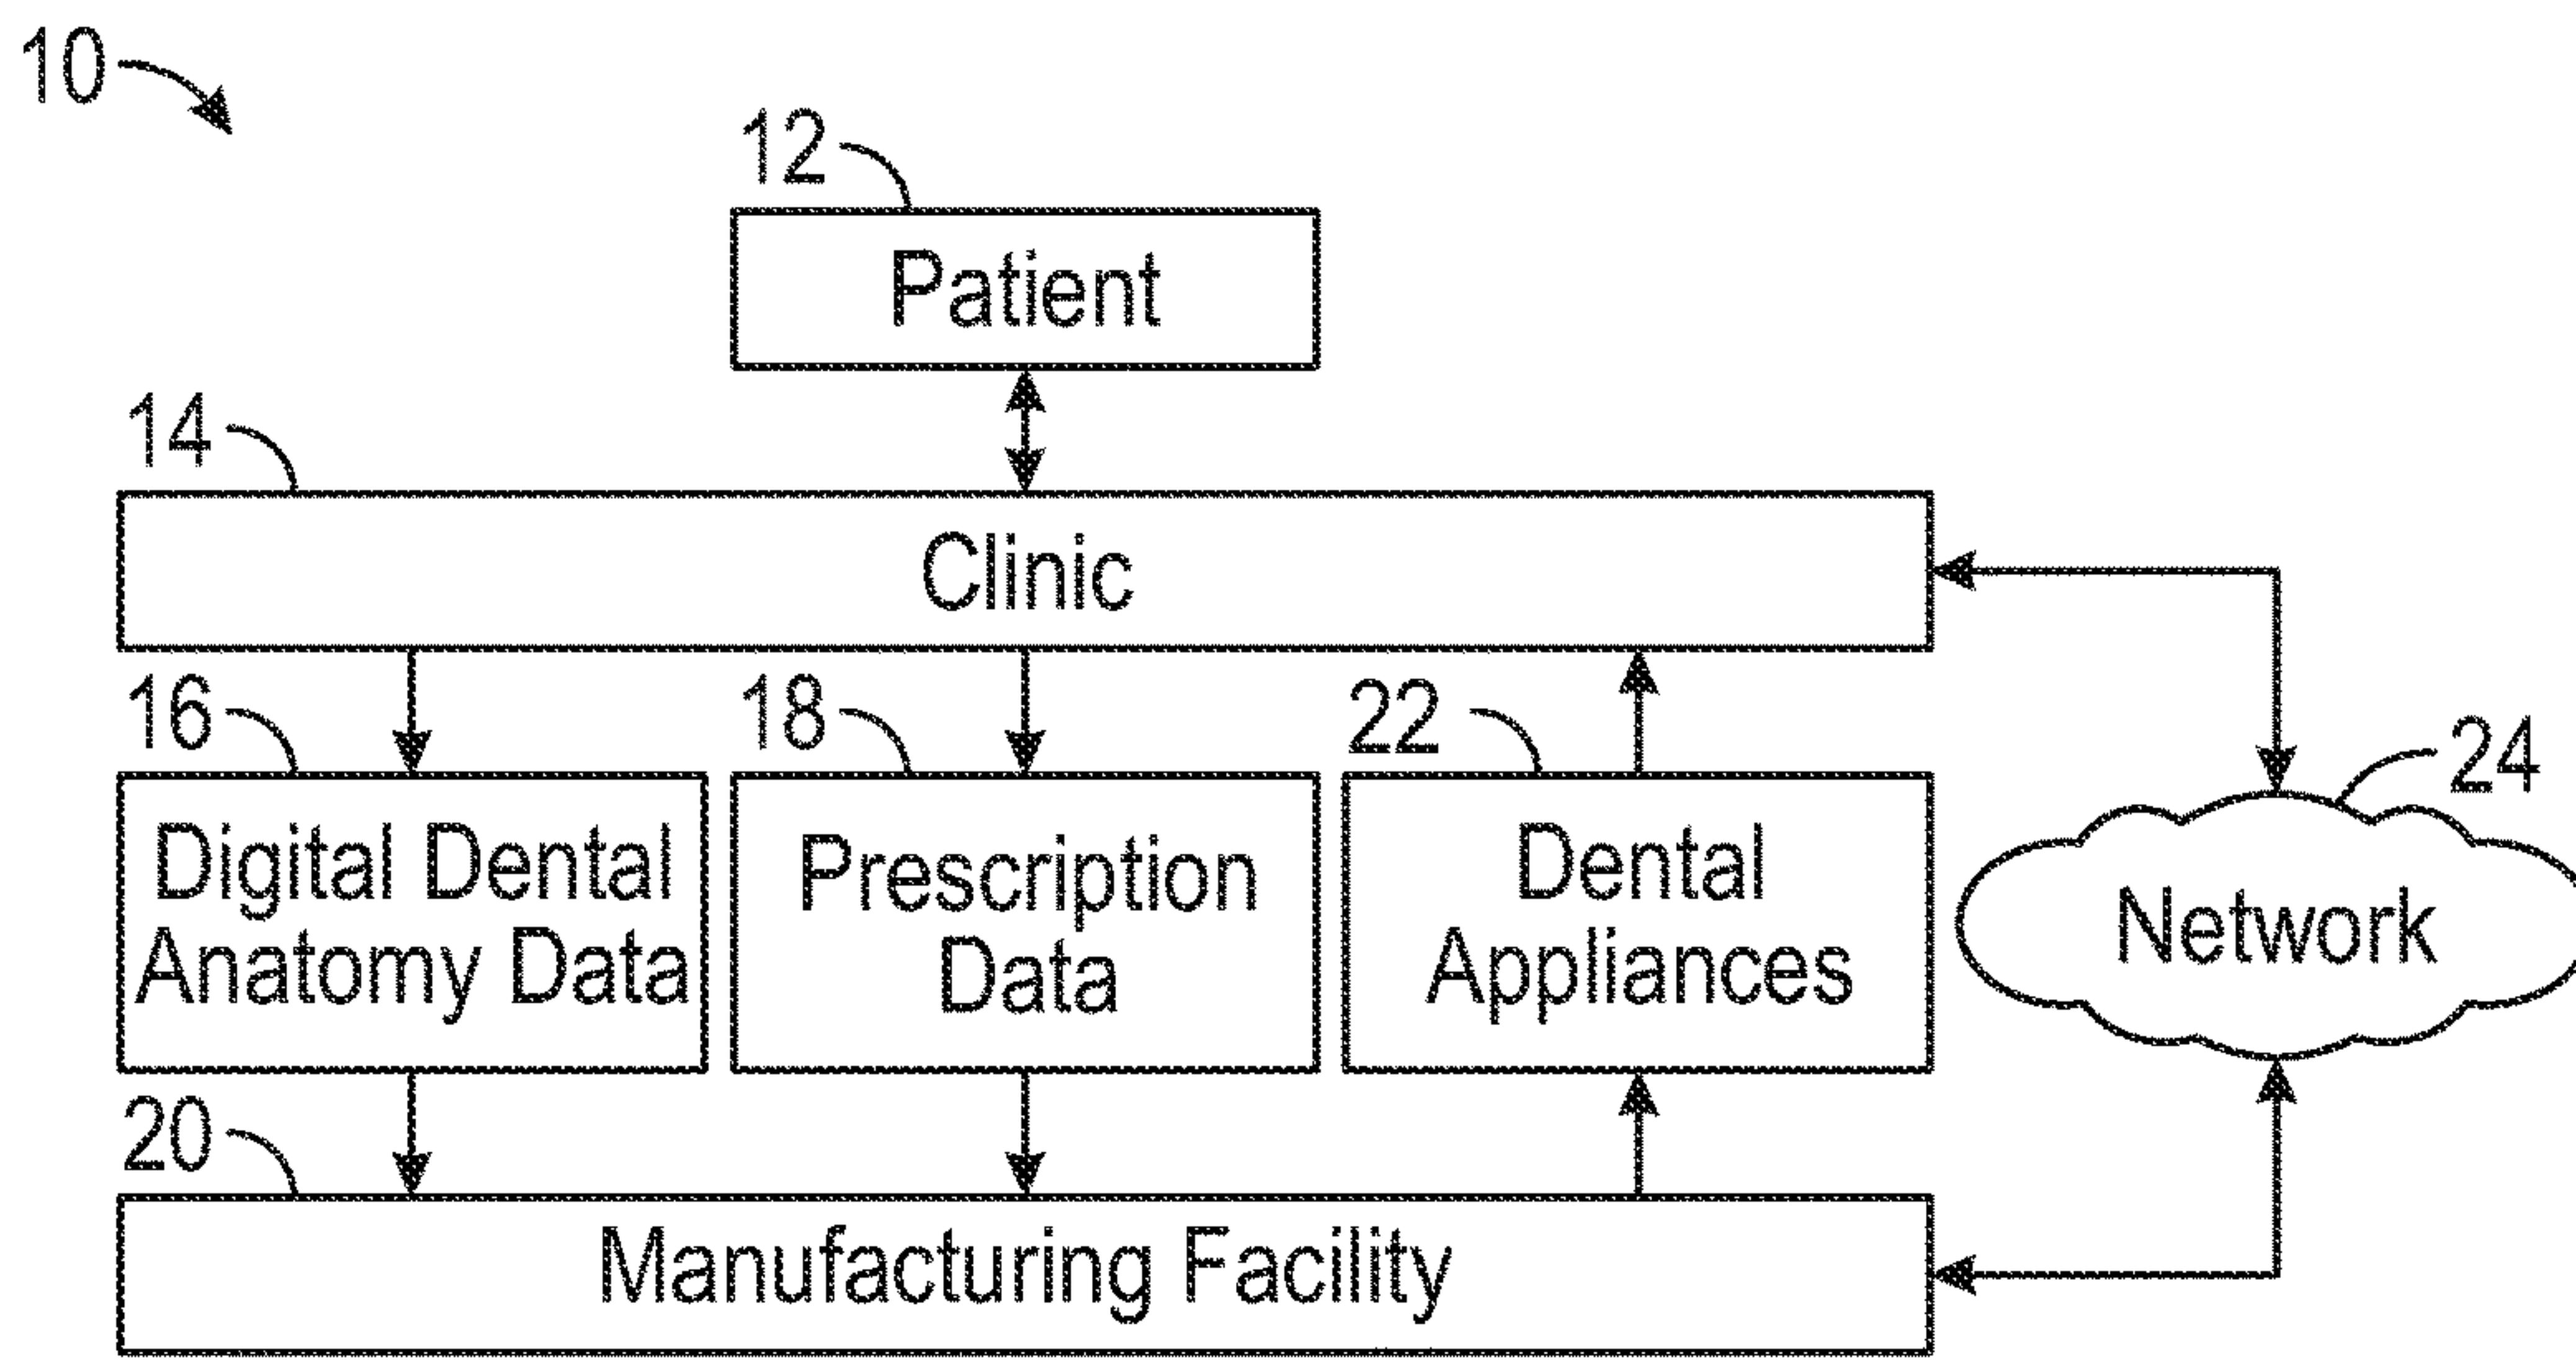 10
12
Patient
14
Clinic
16
18
22
24
Digital Dental
Anatomy Data
Prescription
Data
Dental
Appliances
Network
20
Manufacturing Facility